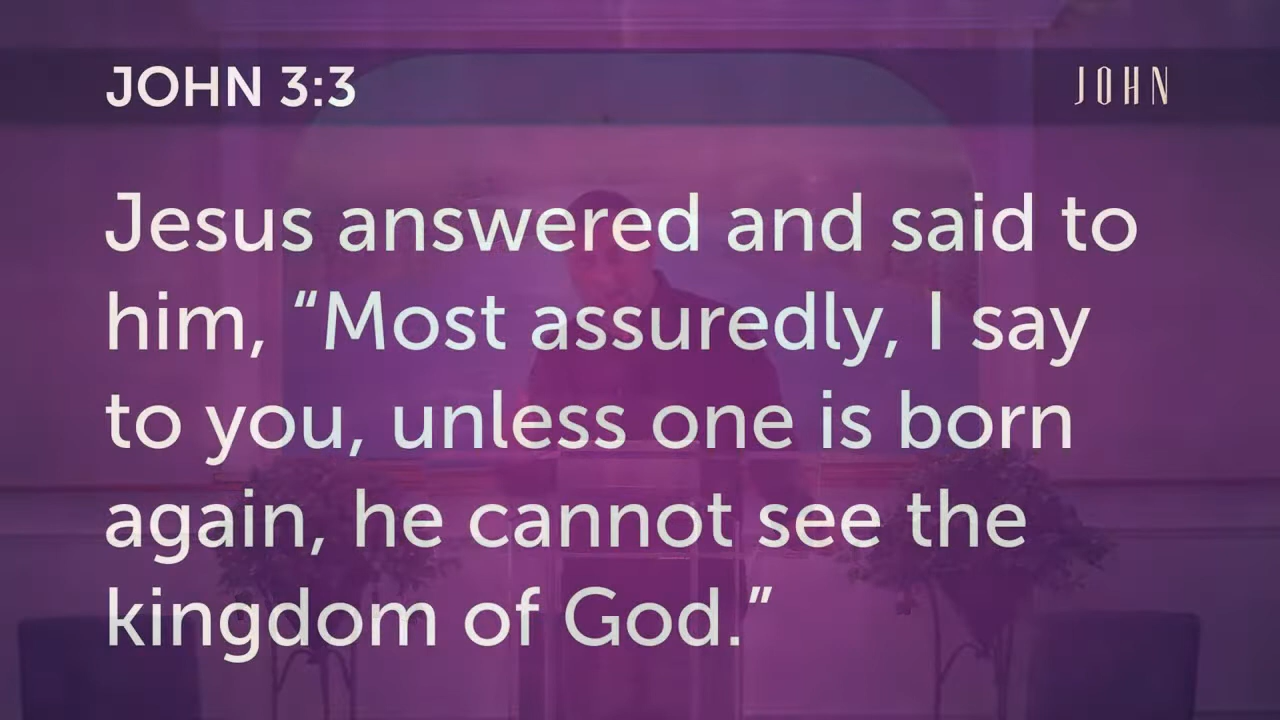 JOHN 3:3
JOHN
Jesus answered and said to
him, “Most assuredly, I say
to you, unless one is born
again, he cannot see the
kingdom of God.”